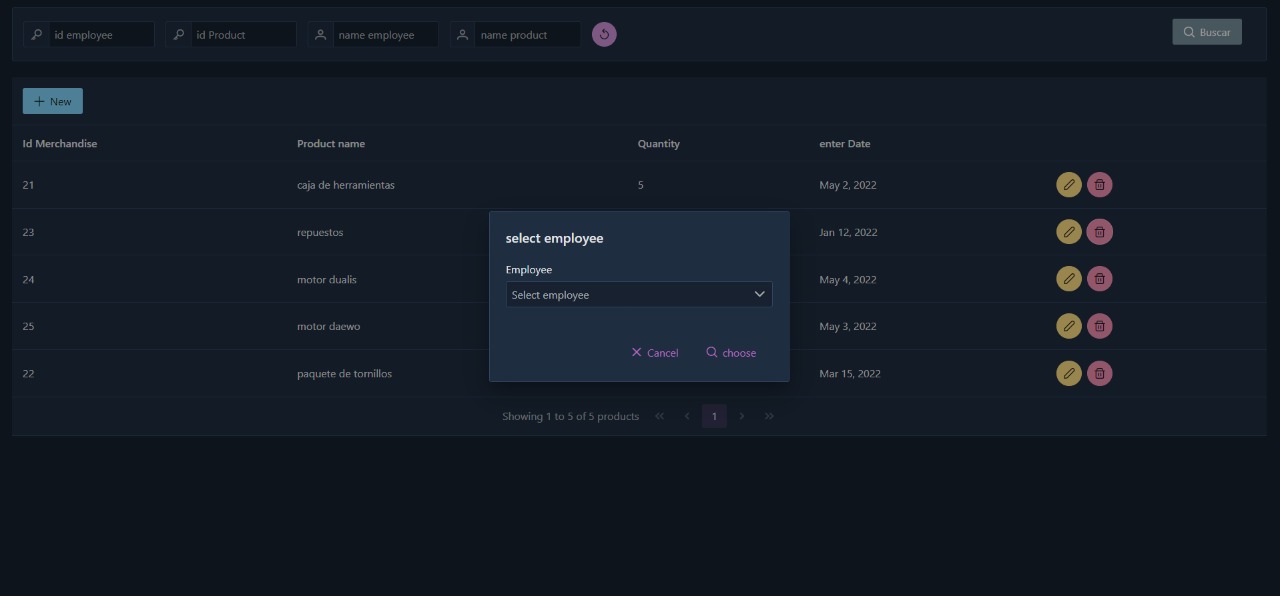 id employee id Product name employee name product Buscar
New
Id Merchandise Product name Quantity enter Date
21 caja de herramientas 5 May 2, 2022
select employee
23 repuestos Jan 12, 2022
Employee
24 motor dualis May 4, 2022
Select employee
25 motor daewo May 3, 2022
Cancel choose
22 paquete de tornillos Mar 15, 2022
Showing 1 to 5 of 5 products 1